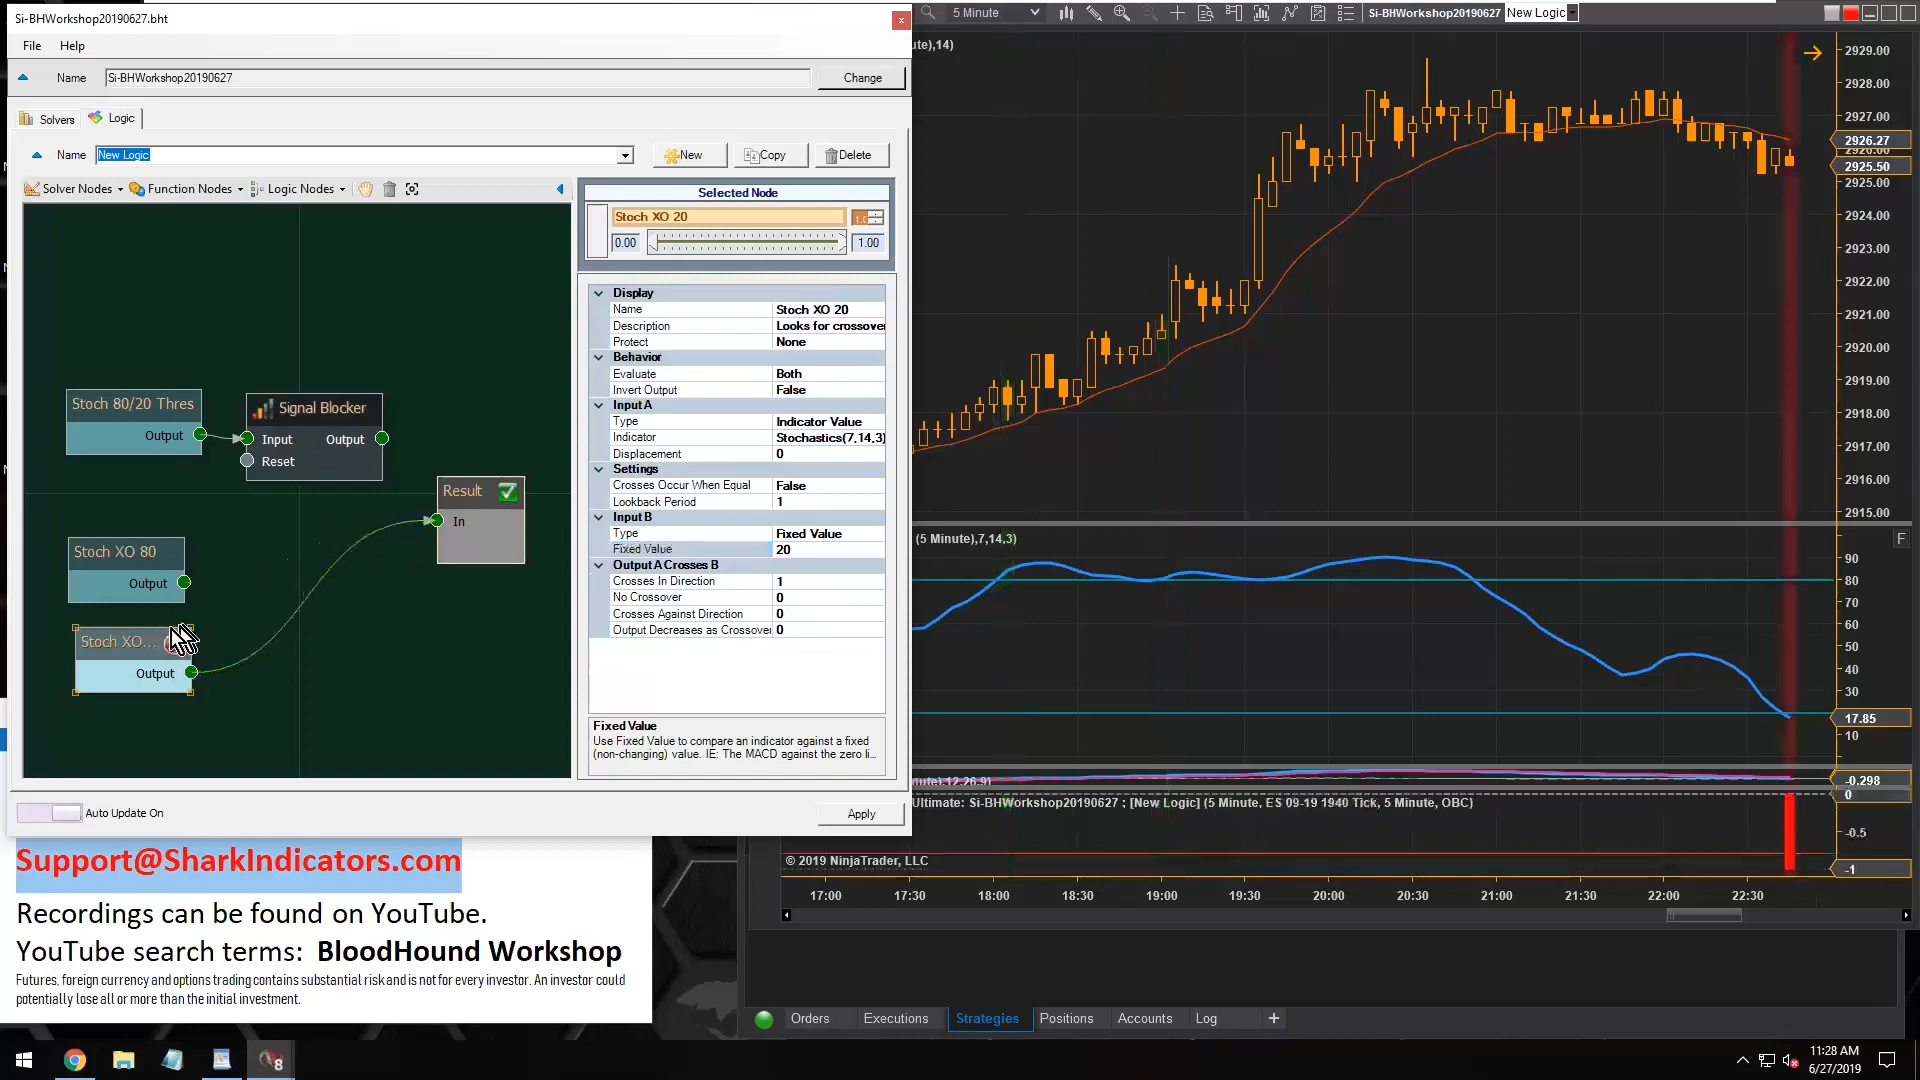 Si-BHWorkshop20190627.bht
File Help
Name Si-BHWorkshop20190627 Change
Solvers Logic
Name New Logic New Copy Delete
Solver Nodes Function Nodes Logic Nodes
Selected Node
Stoch XO 20
0.00 1.00
Display
Name Stoch XO 20
Description Looks for crossover
Protect None
Behavior
Evaluate Both
Invert Output False
Input A
Type Indicator Value
Indicator Stochastics(7,14,3)
Displacement 0
Settings
Crosses Occur When Equal False
Lookback Period 1
Input B
Type Fixed Value
Fixed Value 20
Output A Crosses B
Crosses In Direction 1
No Crossover 0
Crosses Against Direction 0
Output Decreases as Crossover 0
Fixed Value
Use Fixed Value to compare an indicator against a fixed
(non-changing) value. IE: The MACD against the zero li...
Stoch 80/20 Thres
Output
Signal Blocker
Input Output
Reset
Result
In
Stoch XO 80
Output
Stoch XO...
Output
Auto Update On
Apply
Support@SharkIndicators.com
Recordings can be found on YouTube.
YouTube search terms: BloodHound Workshop
Futures, foreign currency and options trading contains substantial risk and is not for every investor. An investor could
potentially lose all or more than the initial investment.
5 Minute
Si-BHWorkshop20190627 New Logic
ute),14)
2929.00
2928.00
2927.00
2926.27
2925.50
2925.00
2924.00
2923.00
2922.00
2921.00
2920.00
2919.00
2918.00
2917.00
2916.00
2915.00
(5 Minute),7,14,3)
F
90
80
70
60
50
40
30
17.85
10
nute),12,26,9)
-0.298
0
Ultimate: Si-BHWorkshop20190627 ; [New Logic] (5 Minute, ES 09-19 1940 Tick, 5 Minute, OBC)
-0.5
-1
© 2019 NinjaTrader, LLC
17:00 17:30 18:00 18:30 19:00 19:30 20:00 20:30 21:00 21:30 22:00 22:30
Orders Executions Strategies Positions Accounts Log +
11:28 AM
6/27/2019